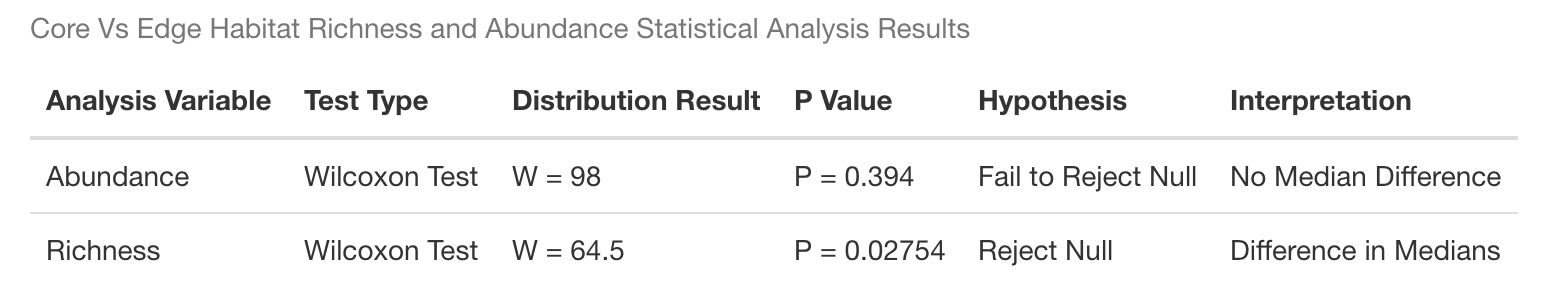 Core Vs Edge Habitat Richness and Abundance Statistical Analysis Results
Analysis Variable Test Type Distribution Result P Value Hypothesis Interpretation
Abundance Wilcoxon Test W = 98 P = 0.394 Fail to Reject Null No Median Difference
Richness Wilcoxon Test W = 64.5 P = 0.02754 Reject Null Difference in Medians